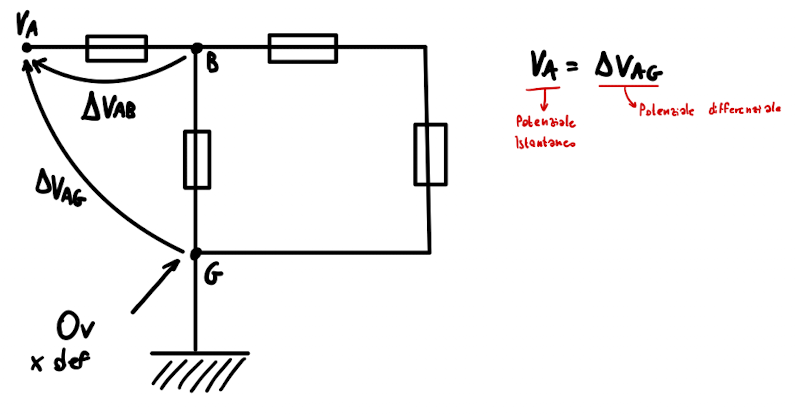 VA
B
ΔVAB
ΔVAG
G
0v
x def
VA = ΔVAG
Potenziale
Istantaneo
Potenziale differenziale